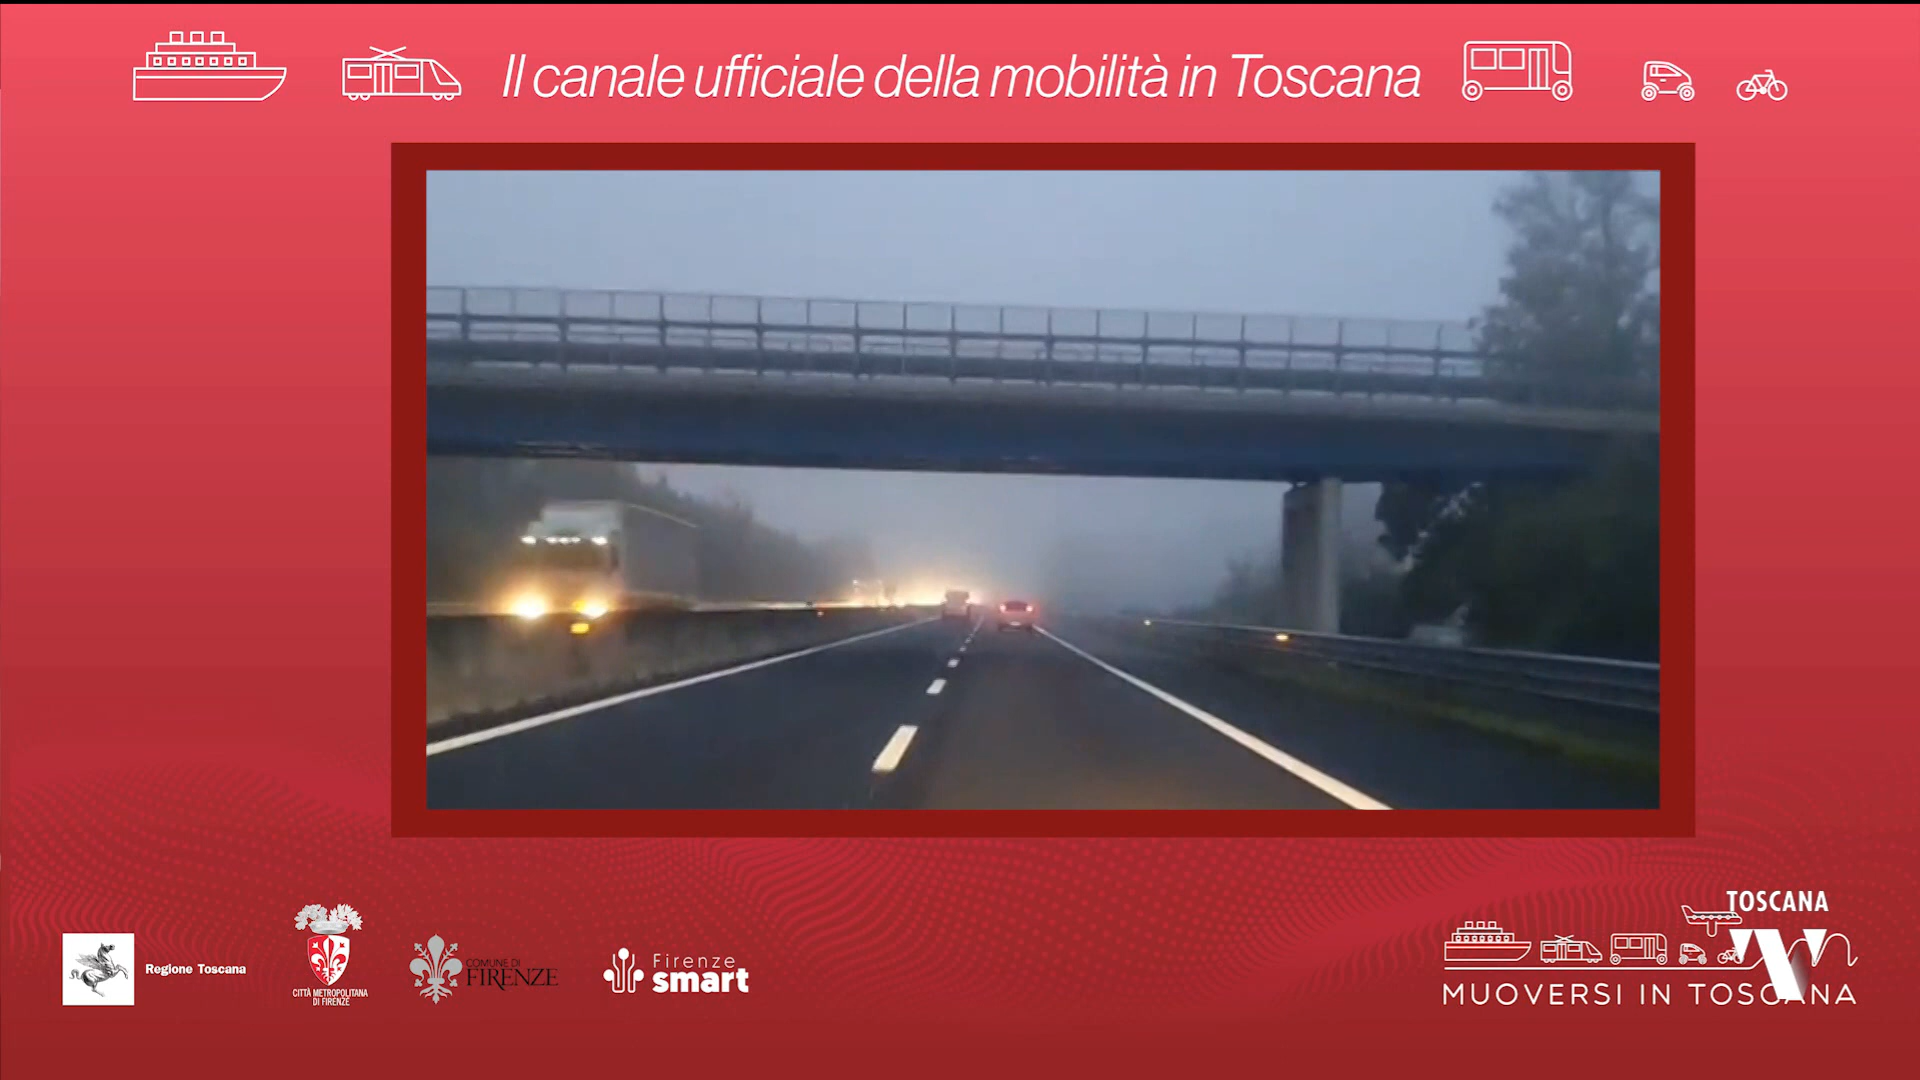 Il canale ufficiale della mobilità in Toscana
TOSCANA
Regione Toscana
CITTÀ METROPOLITANA
DI FIRENZE
COMUNE DI
FIRENZE
Firenze
smart
MUOVERSI IN TOSCANA